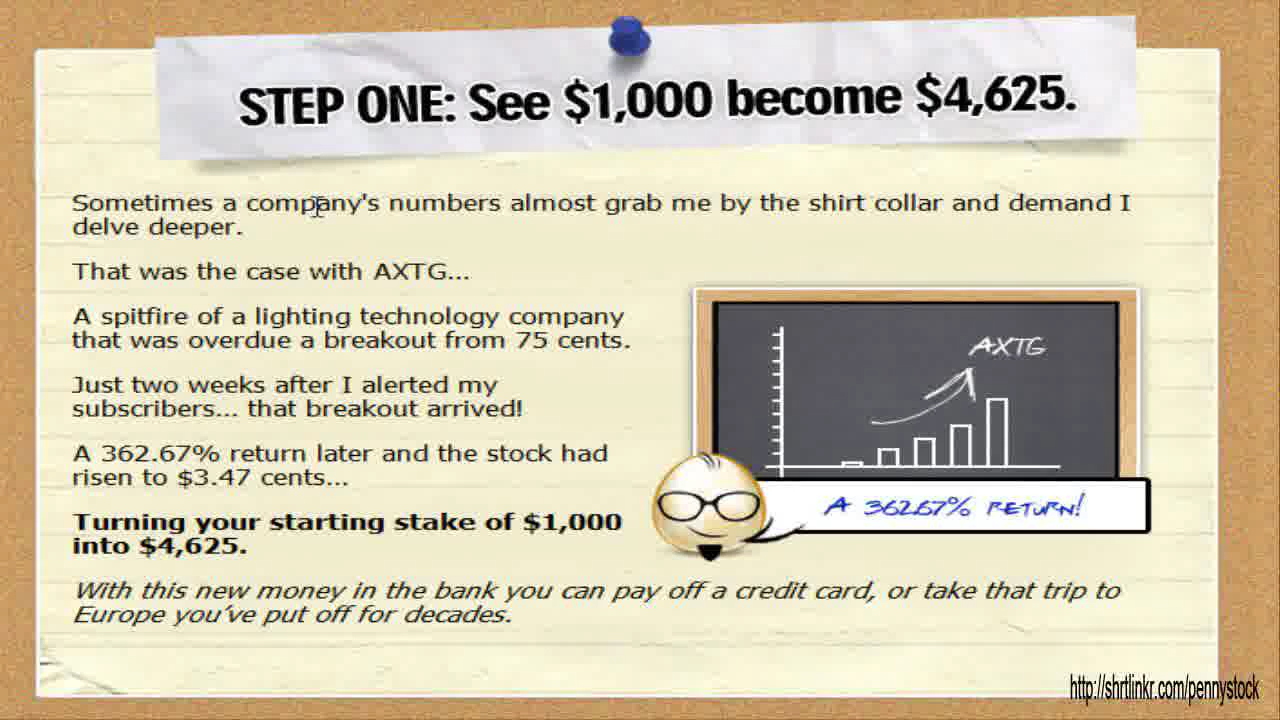 STEP ONE: See $1,000 become $4,625.
Sometimes a company's numbers almost grab me by the shirt collar and demand I
delve deeper.
That was the case with AXTG...
A spitfire of a lighting technology company
that was overdue a breakout from 75 cents.
Just two weeks after I alerted my
subscribers... that breakout arrived!
A 362.67% return later and the stock had
risen to $3.47 cents...
Turning your starting stake of $1,000
into $4,625.
AXTG
A 362.67% RETURN!
With this new money in the bank you can pay off a credit card, or take that trip to
Europe you've put off for decades.
http://shrtlinkr.com/pennystock